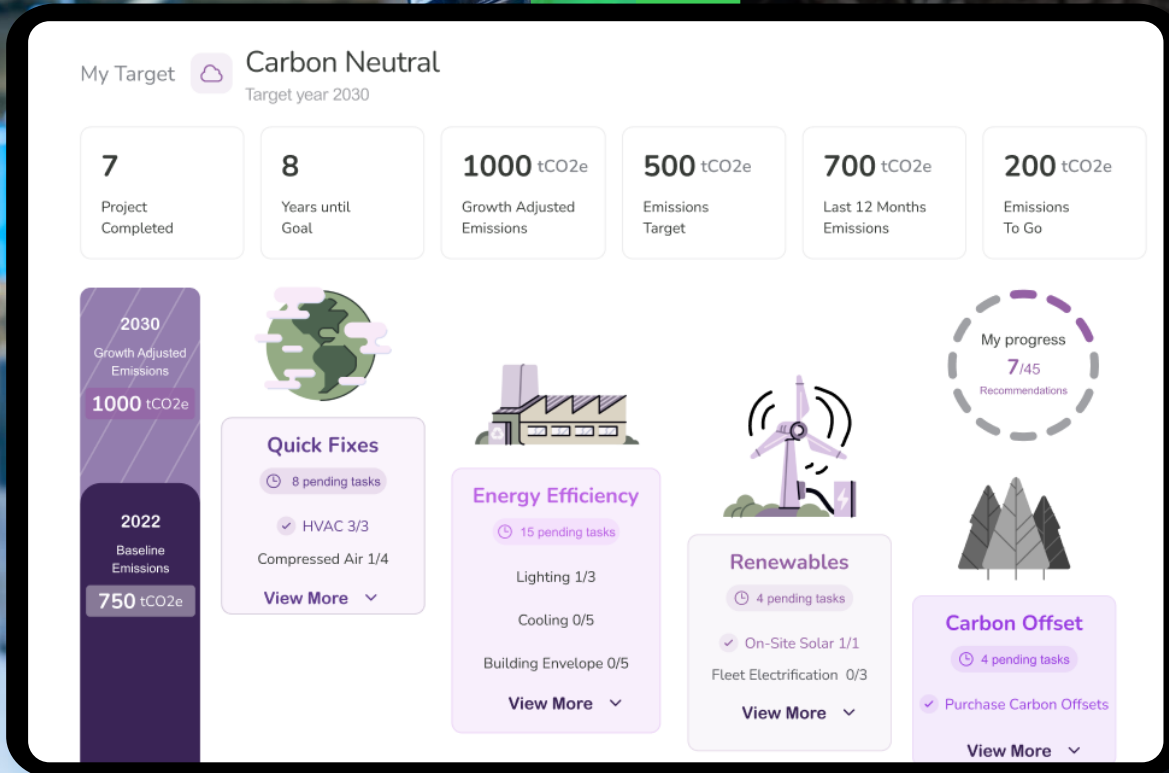 My Target
Carbon Neutral
Target year 2030
7
Project
Completed
8
Years until
Goal
1000 tCO2e
Growth Adjusted
Emissions
500 tCO2e
Emissions
Target
700 tCO2e
Last 12 Months
Emissions
200 tCO2e
Emissions
To Go
2030
Growth Adjusted
Emissions
1000 tCO2e
2022
Baseline
Emissions
750 tCO2e
Quick Fixes
8 pending tasks
HVAC 3/3
Compressed Air 1/4
View More
Energy Efficiency
15 pending tasks
Lighting 1/3
Cooling 0/5
Building Envelope 0/5
View More
Renewables
4 pending tasks
On-Site Solar 1/1
Fleet Electrification 0/3
View More
My progress
7/45
Recommendations
Carbon Offset
4 pending tasks
Purchase Carbon Offsets
View More